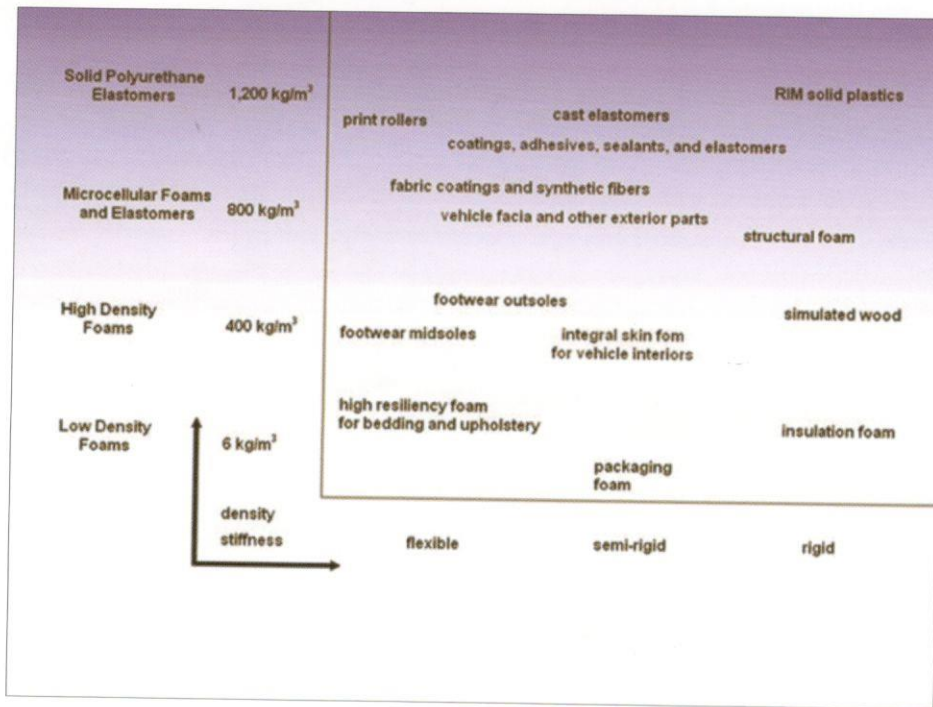 Solid Polyurethane
Elastomers
1,200 kg/m³
RIM solid plastics
print rollers
cast elastomers
coatings, adhesives, sealants, and elastomers
fabric coatings and synthetic fibers
Microcellular Foams
and Elastomers
800 kg/m³
vehicle facia and other exterior parts
structural foam
High Density
Foams
400 kg/m³
footwear outsoles
simulated wood
footwear midsoles
integral skin fom
for vehicle interiors
high resiliency foam
for bedding and upholstery
Low Density
Foams
6 kg/m³
insulation foam
packaging
foam
density
stiffness
flexible
semi-rigid
rigid